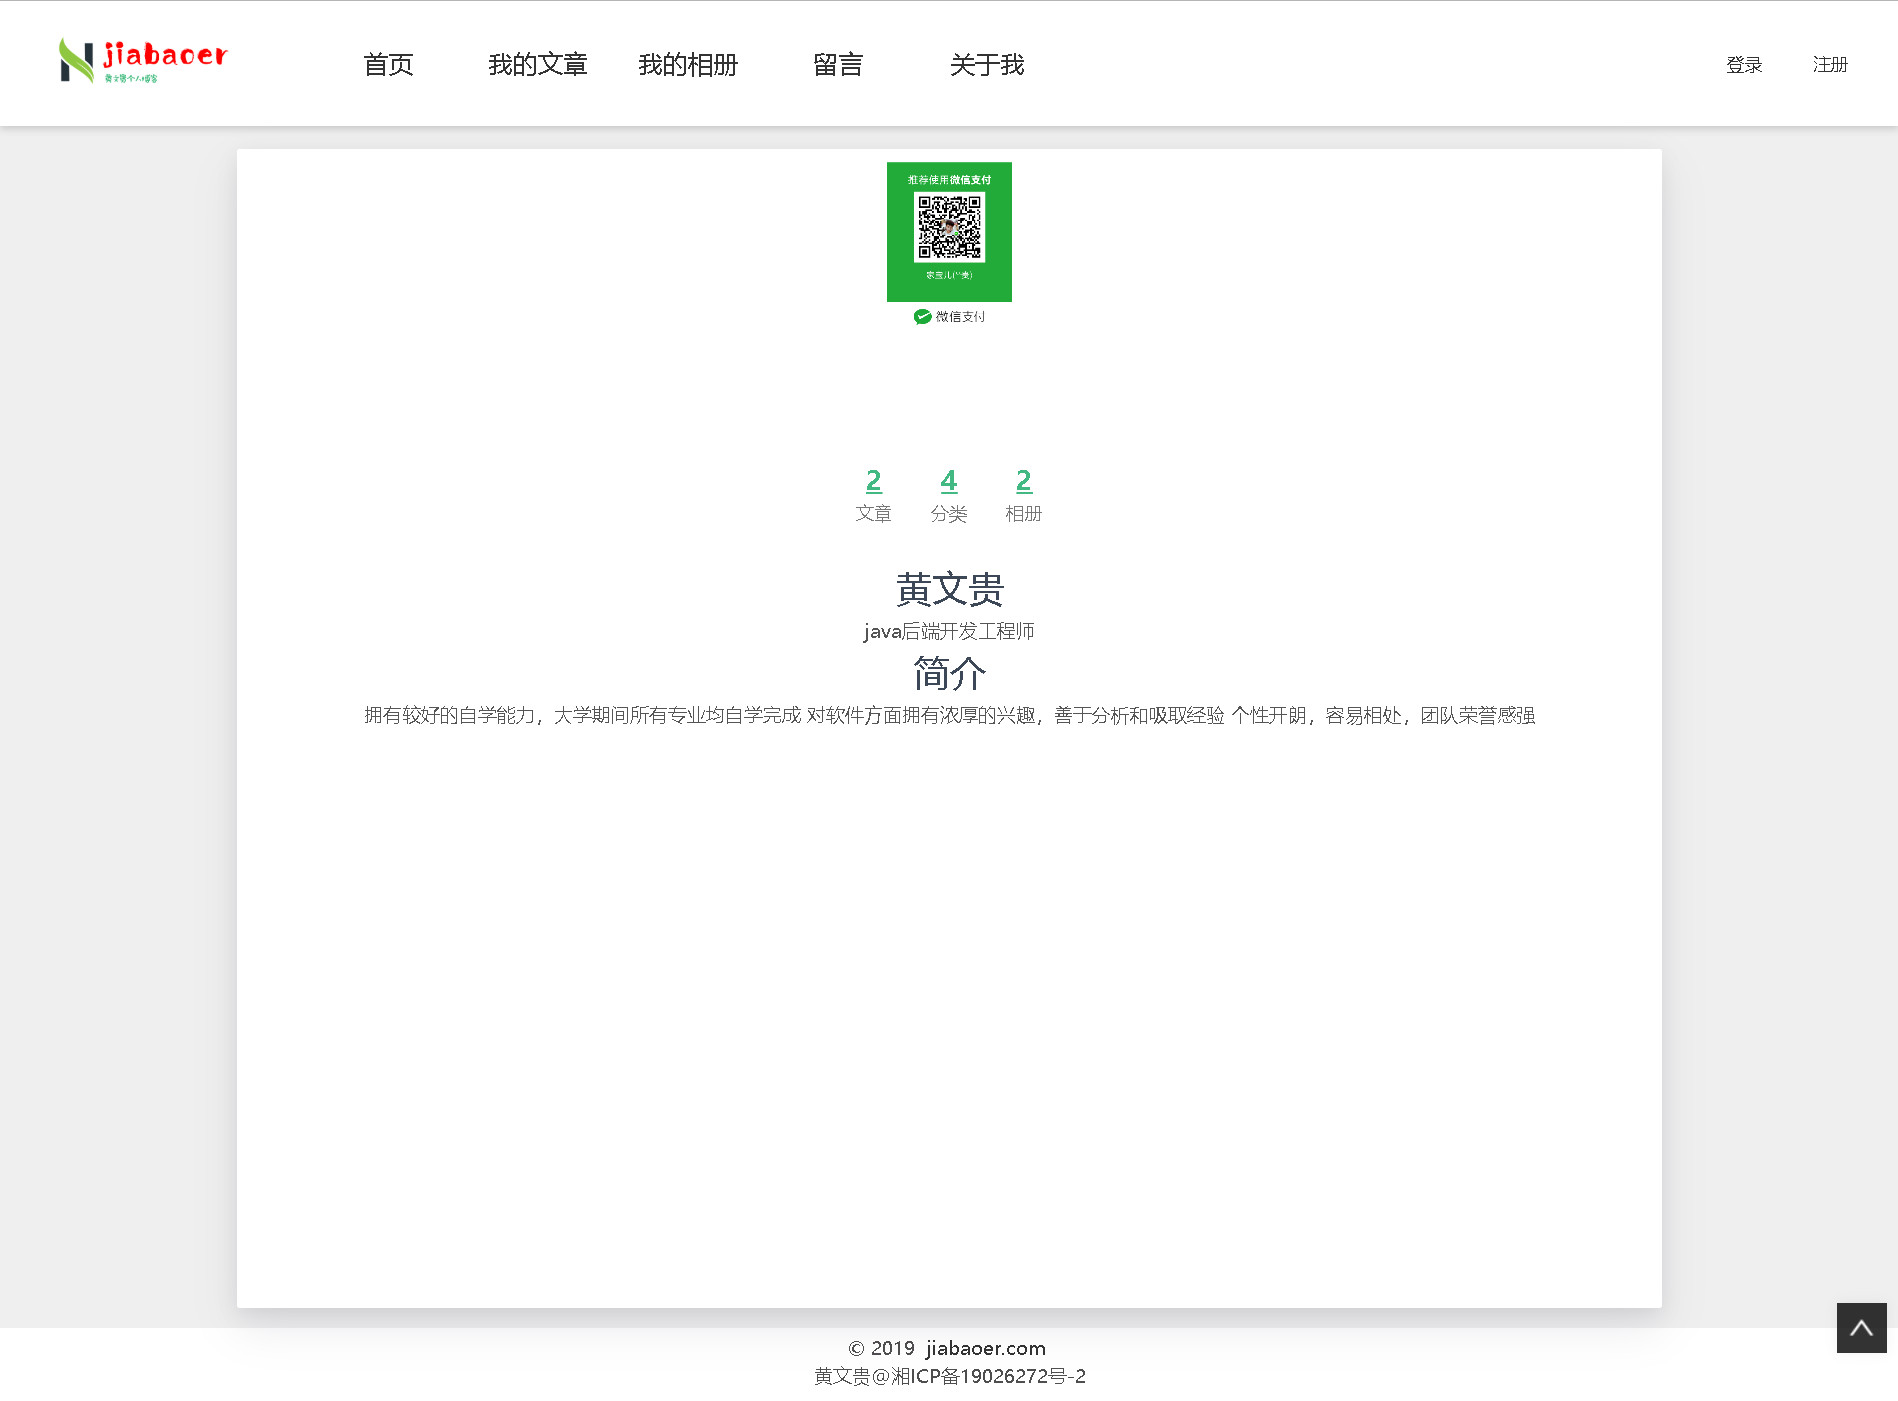 jiabaoer
黄文贵个人博客
首页 我的文章 我的相册 留言 关于我
登录 注册
推荐使用微信支付
家宝儿(**贵)
微信支付
2 4 2
文章 分类 相册
黄文贵
java后端开发工程师
简介
拥有较好的自学能力，大学期间所有专业均自学完成 对软件方面拥有浓厚的兴趣，善于分析和吸取经验 个性开朗，容易相处，团队荣誉感强
© 2019 jiabaoer.com
黄文贵@湘ICP备19026272号-2